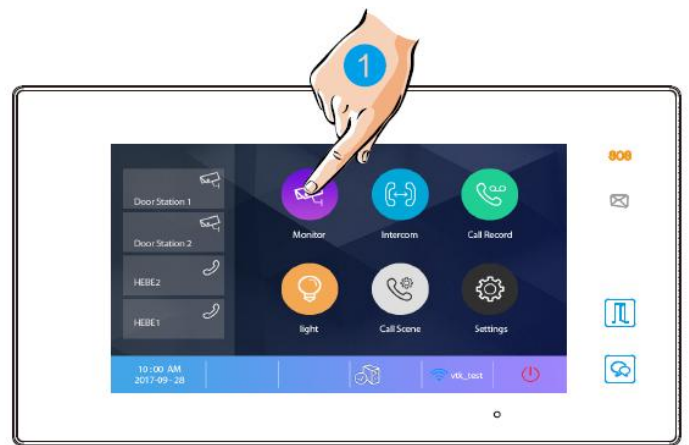 1
808
Door Station 1
Door Station 2
HEBE2
HEBE1
Monitor
Intercom
Call Record
light
Call Scene
Settings
10:00 AM
2017-09-28
vtk_test